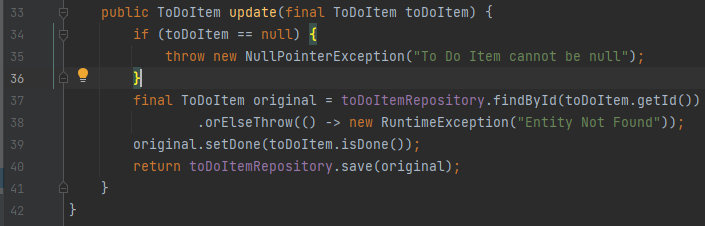 33 public ToDoItem update(final ToDoItem toDoItem) {
34 if (toDoItem == null) {
35 throw new NullPointerException("To Do Item cannot be null");
36 }
37 final ToDoItem original = toDoItemRepository.findById(toDoItem.getId())
38 .orElseThrow(() -> new RuntimeException("Entity Not Found"));
39 original.setDone(toDoItem.isDone());
40 return toDoItemRepository.save(original);
41 }
42 }